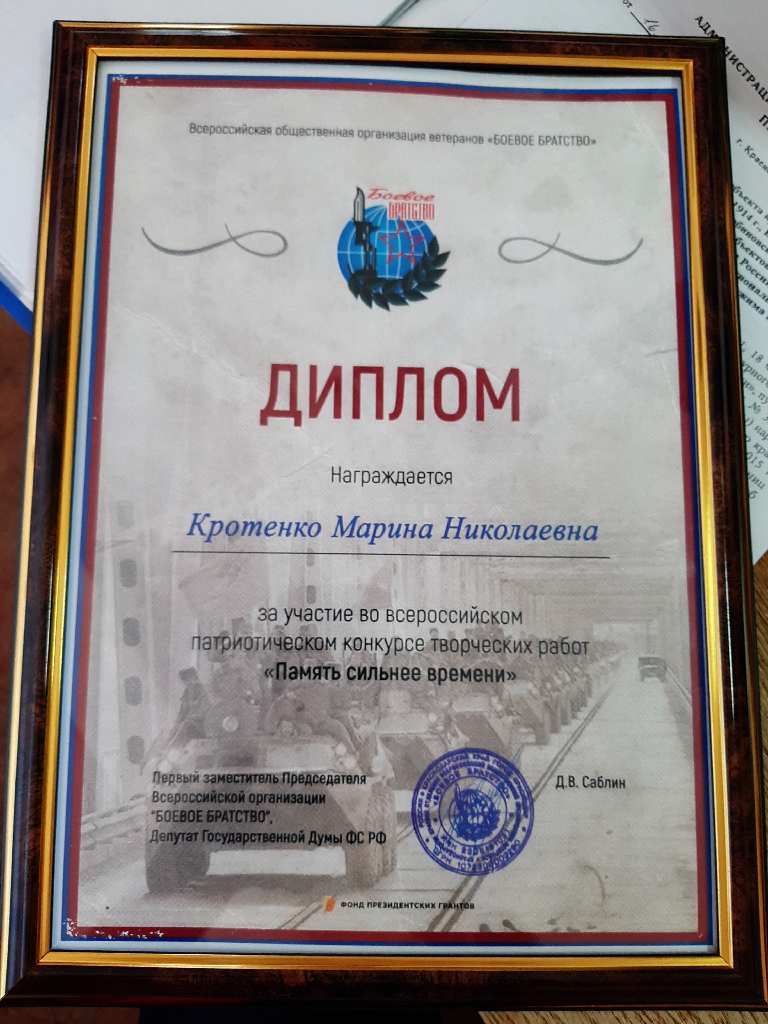 Всероссийская общественная организация ветеранов «БОЕВОЕ БРАТСТВО»
Боевое
БРАТСТВО
ДИПЛОМ
Награждается
Кротенко Марина Николаевна
за участие во всероссийском
патриотическом конкурсе творческих работ
«Память сильнее времени»
Первый заместитель Председателя
Всероссийской организации
"БОЕВОЕ БРАТСТВО",
Депутат Государственной Думы ФС РФ
Д.В. Саблин
«БОЕВОЕ БРАТСТВО»
ФОНД ПРЕЗИДЕНТСКИХ ГРАНТОВ